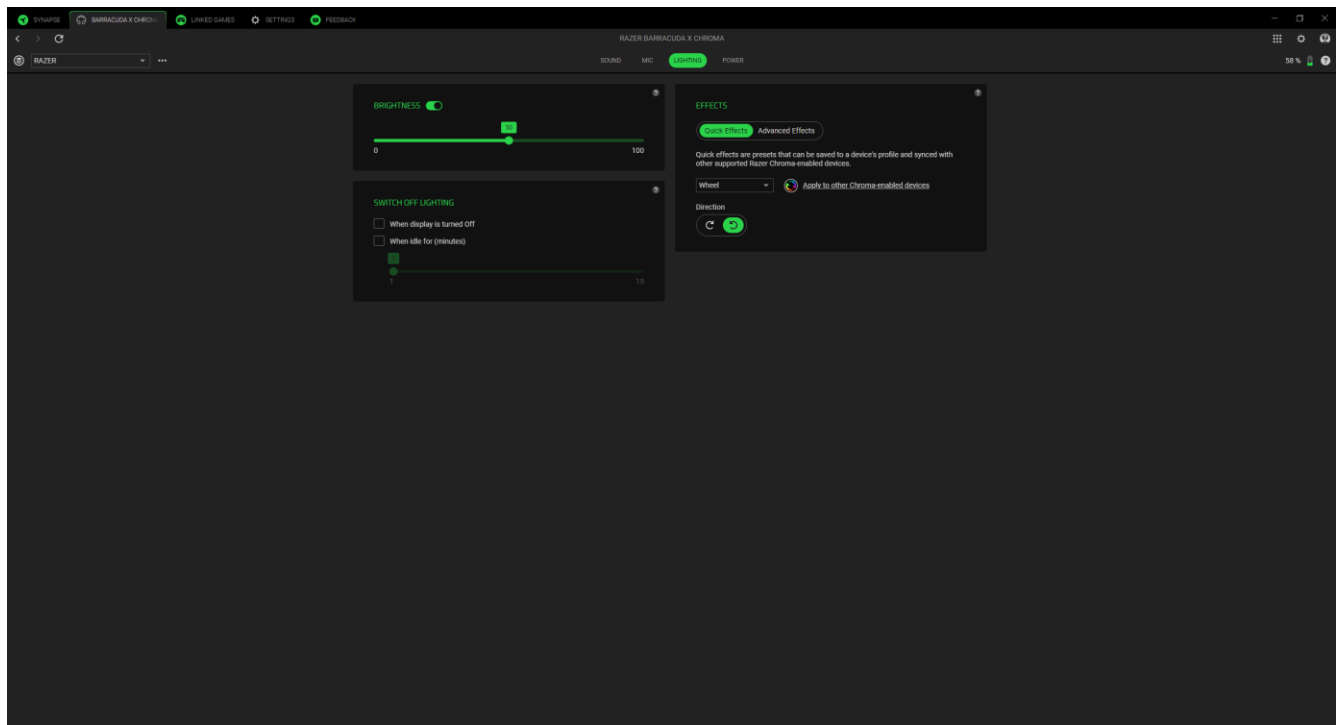 SYNAPSE
BARRACUDA X CHROMA
LINKED GAMES
SETTINGS
FEEDBACK
RAZER BARRACUDA X CHROMA
RAZER
SOUND
MIC
LIGHTING
POWER
58 %
BRIGHTNESS
50
0
100
SWITCH OFF LIGHTING
When display is turned Off
When idle for (minutes)
1
1
15
EFFECTS
Quick Effects
Advanced Effects
Quick effects are presets that can be saved to a device's profile and synced with
other supported Razer Chroma-enabled devices.
Wheel
Apply to other Chroma-enabled devices
Direction